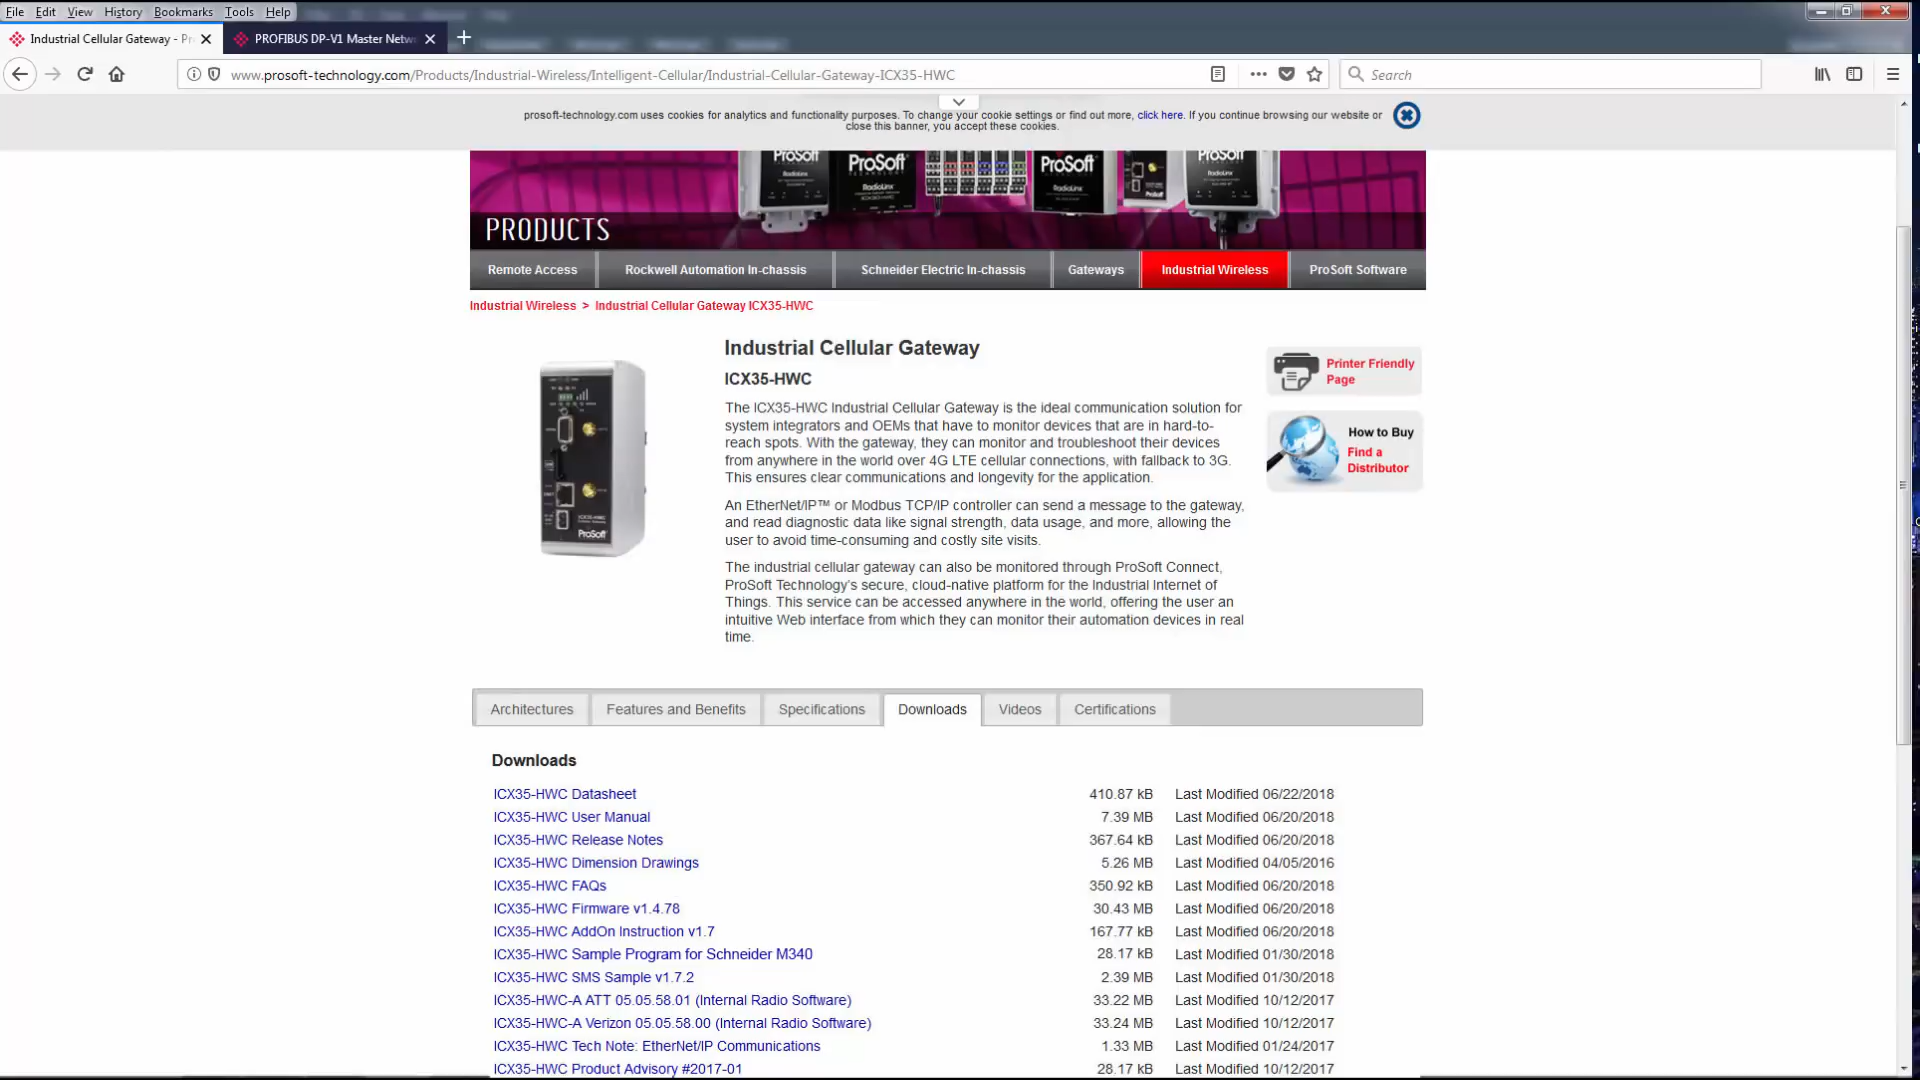 File Edit View History Bookmarks Tools Help
Industrial Cellular Gateway - Pr
PROFIBUS DP-V1 Master Netw
www.prosoft-technology.com/Products/Industrial-Wireless/Intelligent-Cellular/Industrial-Cellular-Gateway-ICX35-HWC
Search
prosoft-technology.com uses cookies for analytics and functionality purposes. To change your cookie settings or find out more, click here. If you continue browsing our website or
close this banner, you accept these cookies.
ProSoft ProSoft ProSoft ProSoft
RadioLinx RadioLinx RadioLinx RadioLinx
PRODUCTS
Remote Access Rockwell Automation In-chassis Schneider Electric In-chassis Gateways Industrial Wireless ProSoft Software
Industrial Wireless > Industrial Cellular Gateway ICX35-HWC
Industrial Cellular Gateway
ICX35-HWC
The ICX35-HWC Industrial Cellular Gateway is the ideal communication solution for
system integrators and OEMs that have to monitor devices that are in hard-to-
reach spots. With the gateway, they can monitor and troubleshoot their devices
from anywhere in the world over 4G LTE cellular connections, with fallback to 3G.
This ensures clear communications and longevity for the application.
An EtherNet/IP™ or Modbus TCP/IP controller can send a message to the gateway,
and read diagnostic data like signal strength, data usage, and more, allowing the
user to avoid time-consuming and costly site visits.
The industrial cellular gateway can also be monitored through ProSoft Connect,
ProSoft Technology's secure, cloud-native platform for the Industrial Internet of
Things. This service can be accessed anywhere in the world, offering the user an
intuitive Web interface from which they can monitor their automation devices in real
time.
ICX35-HWC
ProSoft
Printer Friendly
Page
How to Buy
Find a
Distributor
Architectures Features and Benefits Specifications Downloads Videos Certifications
Downloads
ICX35-HWC Datasheet 410.87 kB Last Modified 06/22/2018
ICX35-HWC User Manual 7.39 MB Last Modified 06/20/2018
ICX35-HWC Release Notes 367.64 kB Last Modified 06/20/2018
ICX35-HWC Dimension Drawings 5.26 MB Last Modified 04/05/2016
ICX35-HWC FAQs 350.92 kB Last Modified 06/20/2018
ICX35-HWC Firmware v1.4.78 30.43 MB Last Modified 06/20/2018
ICX35-HWC AddOn Instruction v1.7 167.77 kB Last Modified 06/20/2018
ICX35-HWC Sample Program for Schneider M340 28.17 kB Last Modified 01/30/2018
ICX35-HWC SMS Sample v1.7.2 2.39 MB Last Modified 01/30/2018
ICX35-HWC-A ATT 05.05.58.01 (Internal Radio Software) 33.22 MB Last Modified 10/12/2017
ICX35-HWC-A Verizon 05.05.58.00 (Internal Radio Software) 33.24 MB Last Modified 10/12/2017
ICX35-HWC Tech Note: EtherNet/IP Communications 1.33 MB Last Modified 01/24/2017
ICX35-HWC Product Advisory #2017-01 28.17 kB Last Modified 10/12/2017